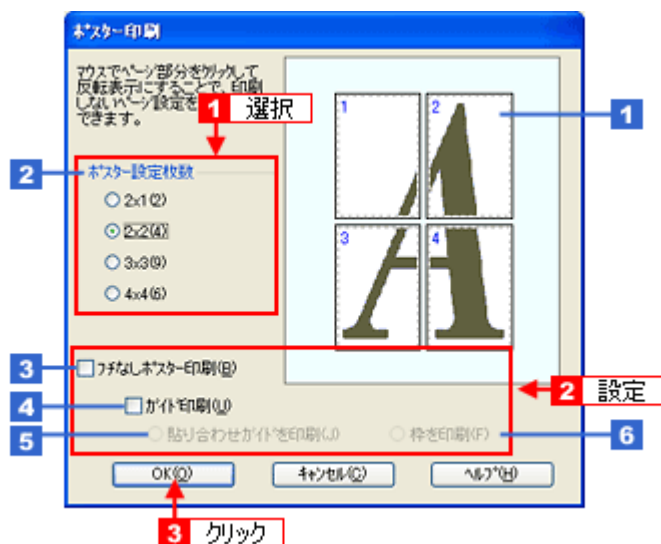 ポスター印刷
マウスでページ部分をクリックして
反転表示にすることで、印刷
しないページ設定を
できます。
1 選択
1 2
1
2
ポスター設定枚数
2x1(2)
2x2(4)
3x3(9)
4x4(6)
3 4
3
フチなしポスター印刷(B)
2 設定
4
ガイド印刷(U)
5
貼り合わせガイドを印刷(J)
枠を印刷(F)
6
OK(O)
キャンセル(C)
ヘルプ(H)
3 クリック